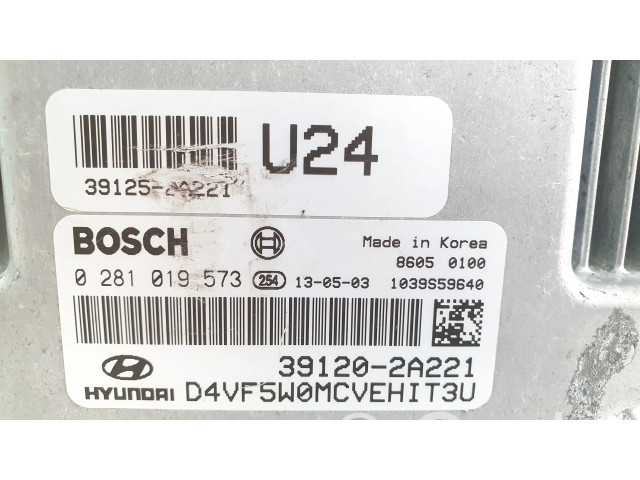 U24
39125-2A221
BOSCH
Made in Korea
8605 0100
0 281 019 573 254 13-05-03 1039S59640
39120-2A221
HYUNDAI D4VF5W0MCVEHIT3U